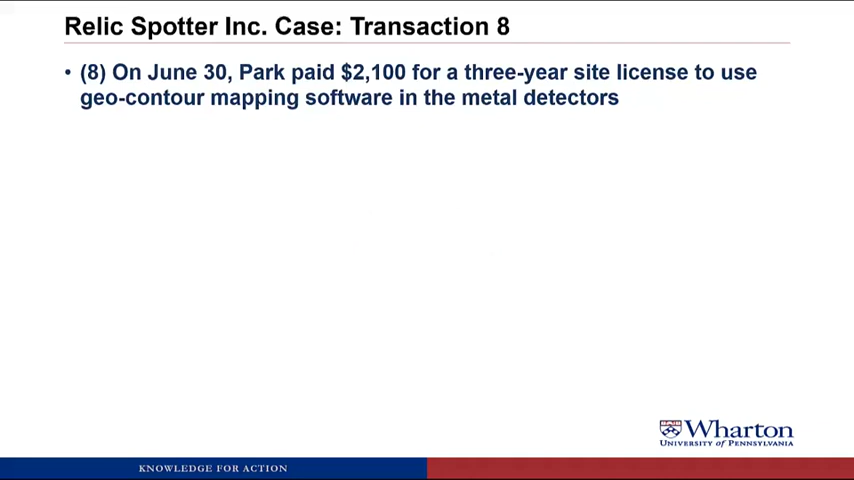 Relic Spotter Inc. Case: Transaction 8
• (8) On June 30, Park paid $2,100 for a three-year site license to use
geo-contour mapping software in the metal detectors
Wharton
UNIVERSITY OF PENNSYLVANIA
KNOWLEDGE FOR ACTION